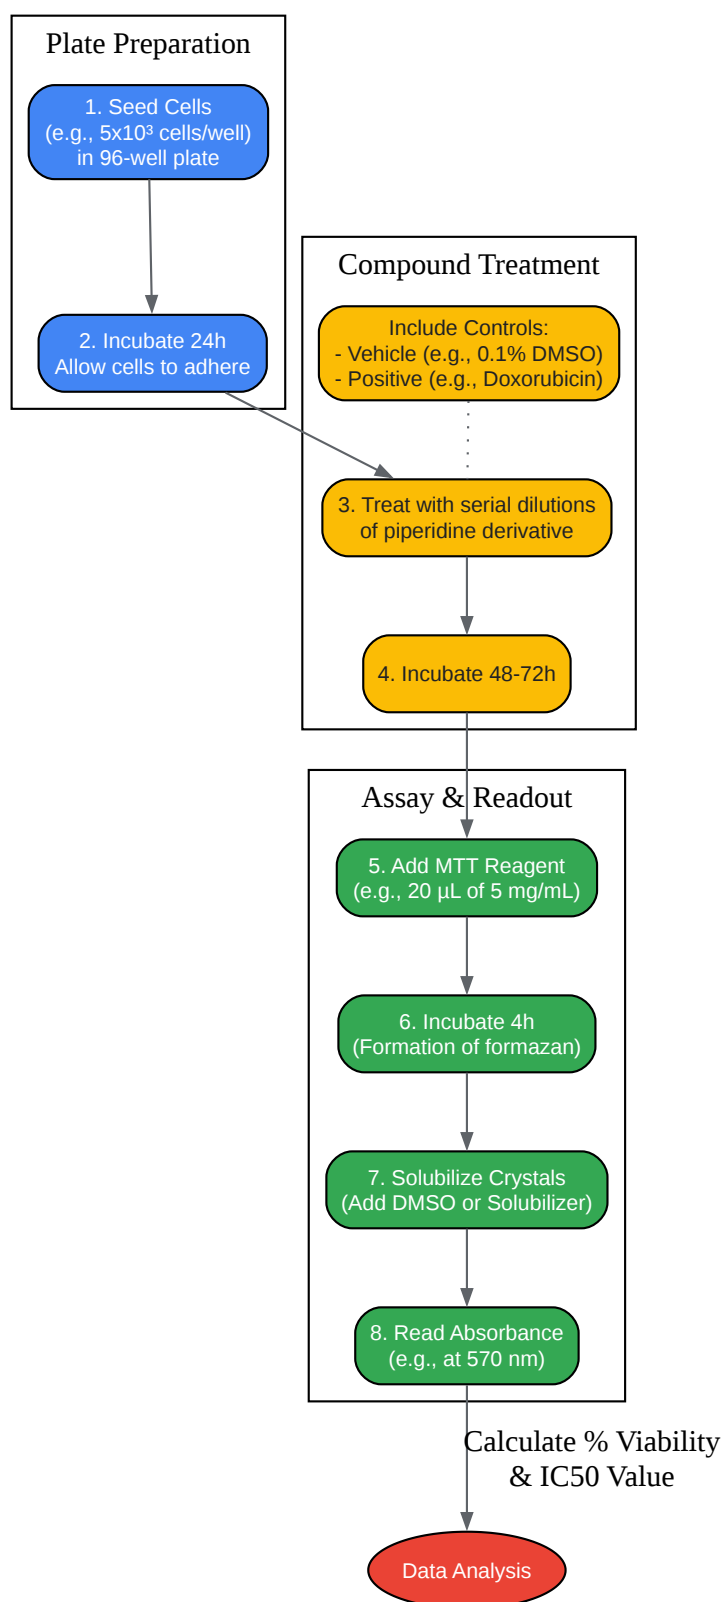 Plate Preparation
1. Seed Cells
(e.g., 5x10³ cells/well)
in 96-well plate
2. Incubate 24h
Allow cells to adhere
Compound Treatment
Include Controls:
- Vehicle (e.g., 0.1% DMSO)
- Positive (e.g., Doxorubicin)
3. Treat with serial dilutions
of piperidine derivative
4. Incubate 48-72h
Assay & Readout
5. Add MTT Reagent
(e.g., 20 µL of 5 mg/mL)
6. Incubate 4h
(Formation of formazan)
7. Solubilize Crystals
(Add DMSO or Solubilizer)
8. Read Absorbance
(e.g., at 570 nm)
Calculate % Viability
& IC50 Value
Data Analysis